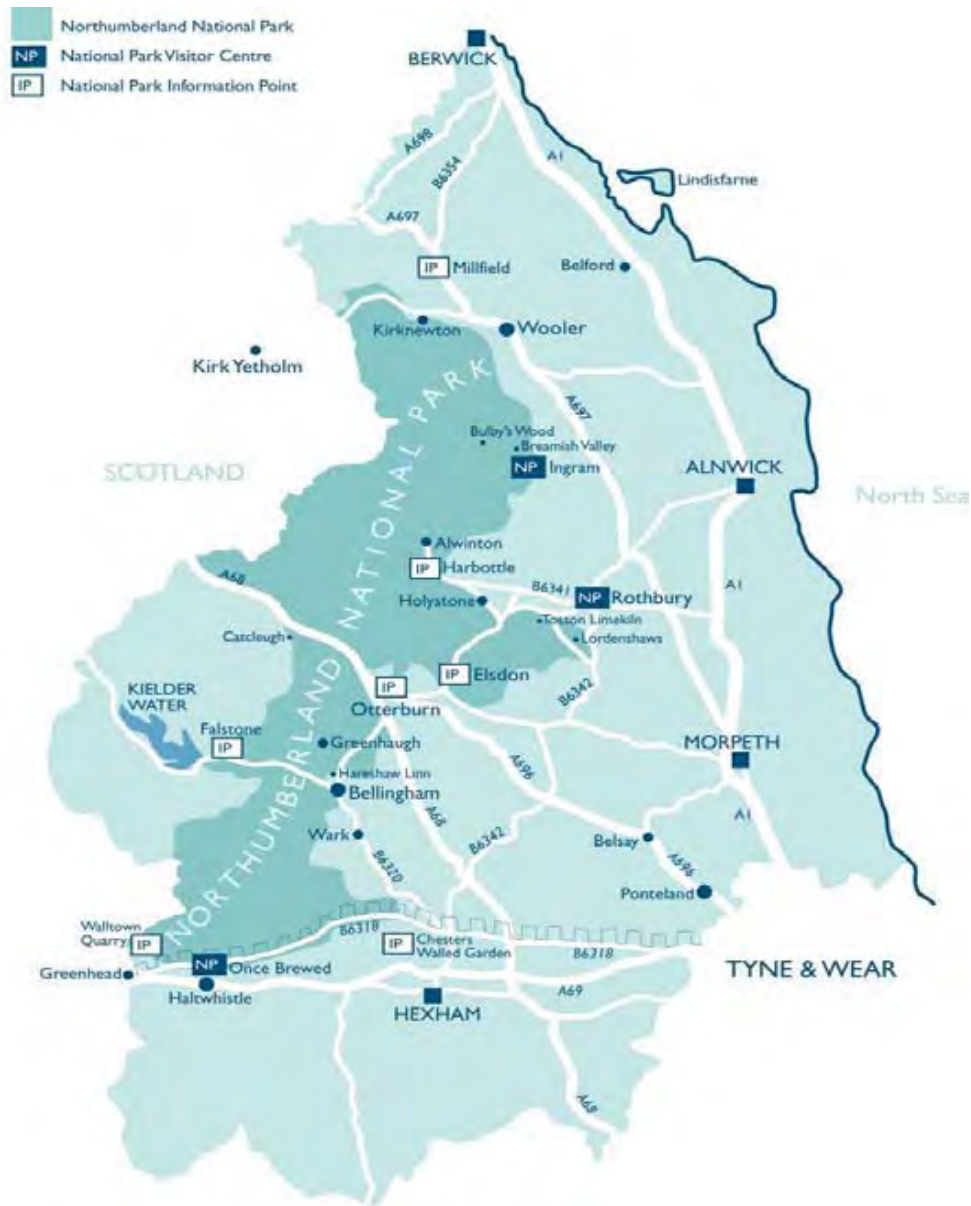 Northumberland National Park
NP National Park Visitor Centre
IP National Park Information Point
BERWICK
A698
B6354
A1
Lindisfarne
A697
IP Millfield
Belford
Kirknewton
Wooler
Kirk Yetholm
A697
Bulby's Wood
Breamish Valley
NP Ingram
ALNWICK
SCOTLAND
North Sea
NORTHUMBERLAND NATIONAL PARK
Alwinton
IP Harbottle
A68
B6341
NP Rothbury
A1
Holystone
Tosson Limekiln
Lordenshaws
Catcleugh
IP Elsdon
IP
Otterburn
B6342
KIELDER
WATER
Falstone
IP
Greenhaugh
MORPETH
Hareshaw Linn
Bellingham
A696
A68
A1
Wark
B6342
Belsay
B6320
A696
Ponteland
Walltown
Quarry
IP
B6318
IP Chesters
Walled Garden
B6318
Greenhead
NP Once Brewed
TYNE & WEAR
Haltwhistle
A69
HEXHAM
A68